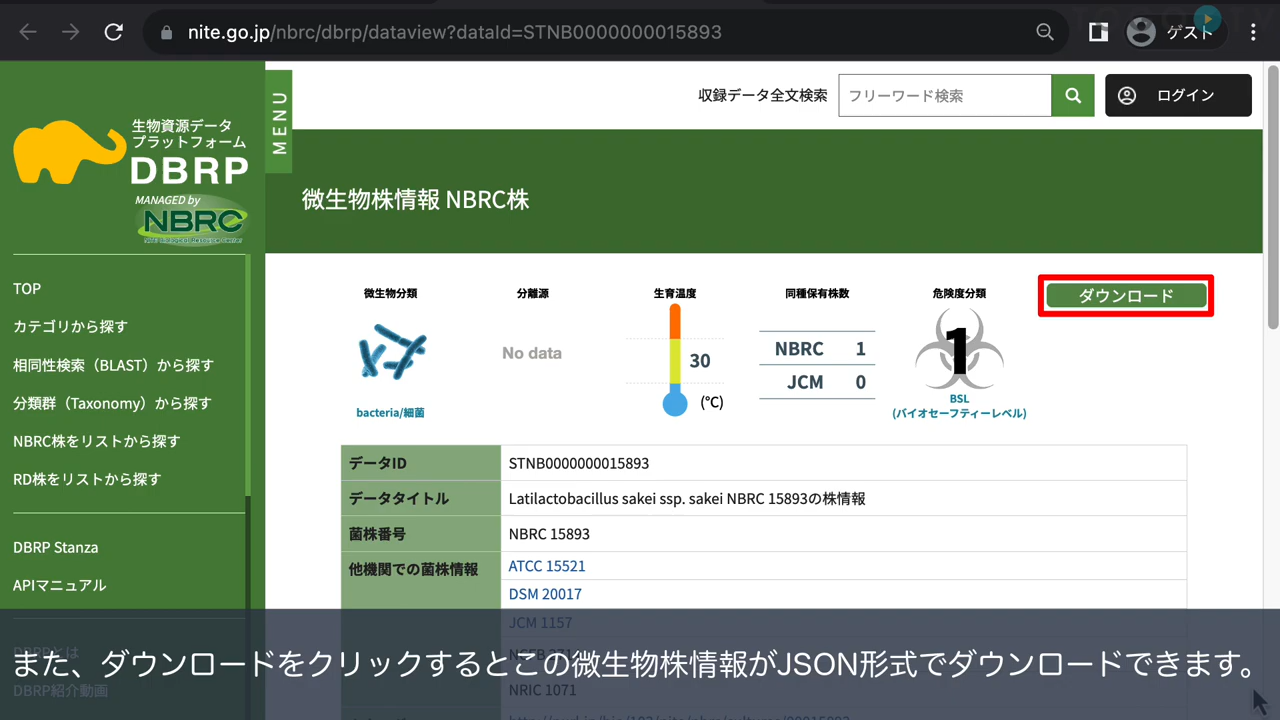 nite.go.jp/nbrc/dbrp/dataview?dataId=STNB0000000015893
ゲスト
生物資源データ
プラットフォーム
DBRP
MANAGED by
NBRC
MENU
収録データ全文検索
フリーワード検索
ログイン
微生物株情報 NBRC株
TOP
カテゴリから探す
相同性検索（BLAST）から探す
分類群（Taxonomy）から探す
NBRC株をリストから探す
RD株をリストから探す
DBRP Stanza
APIマニュアル
DBRPとは
DBRP紹介動画
微生物分類
bacteria/細菌
分離源
No data
生育温度
30
(℃)
同種保有株数
NBRC 1
JCM 0
危険度分類
1
BSL
(バイオセーフティーレベル)
ダウンロード
データID STNB0000000015893
データタイトル Latilactobacillus sakei ssp. sakei NBRC 15893の株情報
菌株番号 NBRC 15893
他機関での菌株情報 ATCC 15521
DSM 20017
JCM 1157
NRIC 1071
また、ダウンロードをクリックするとこの微生物株情報がJSON形式でダウンロードできます。